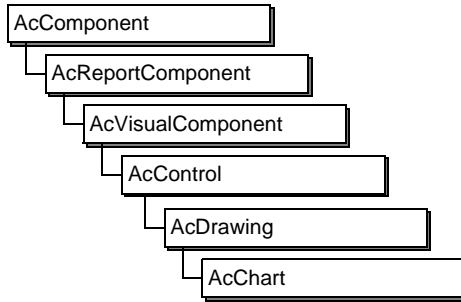 AcComponent
AcReportComponent
AcVisualComponent
AcControl
AcDrawing
AcChart